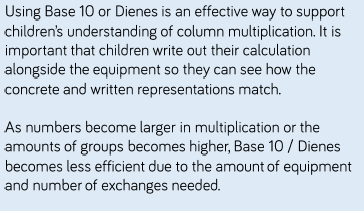 Using Base 10 or Dienes is an effective way to support
children's understanding of column multiplication. It is
important that children write out their calculation
alongside the equipment so they can see how the
concrete and written representations match.

As numbers become larger in multiplication or the
amounts of groups becomes higher, Base 10 / Dienes
becomes less efficient due to the amount of equipment
and number of exchanges needed.